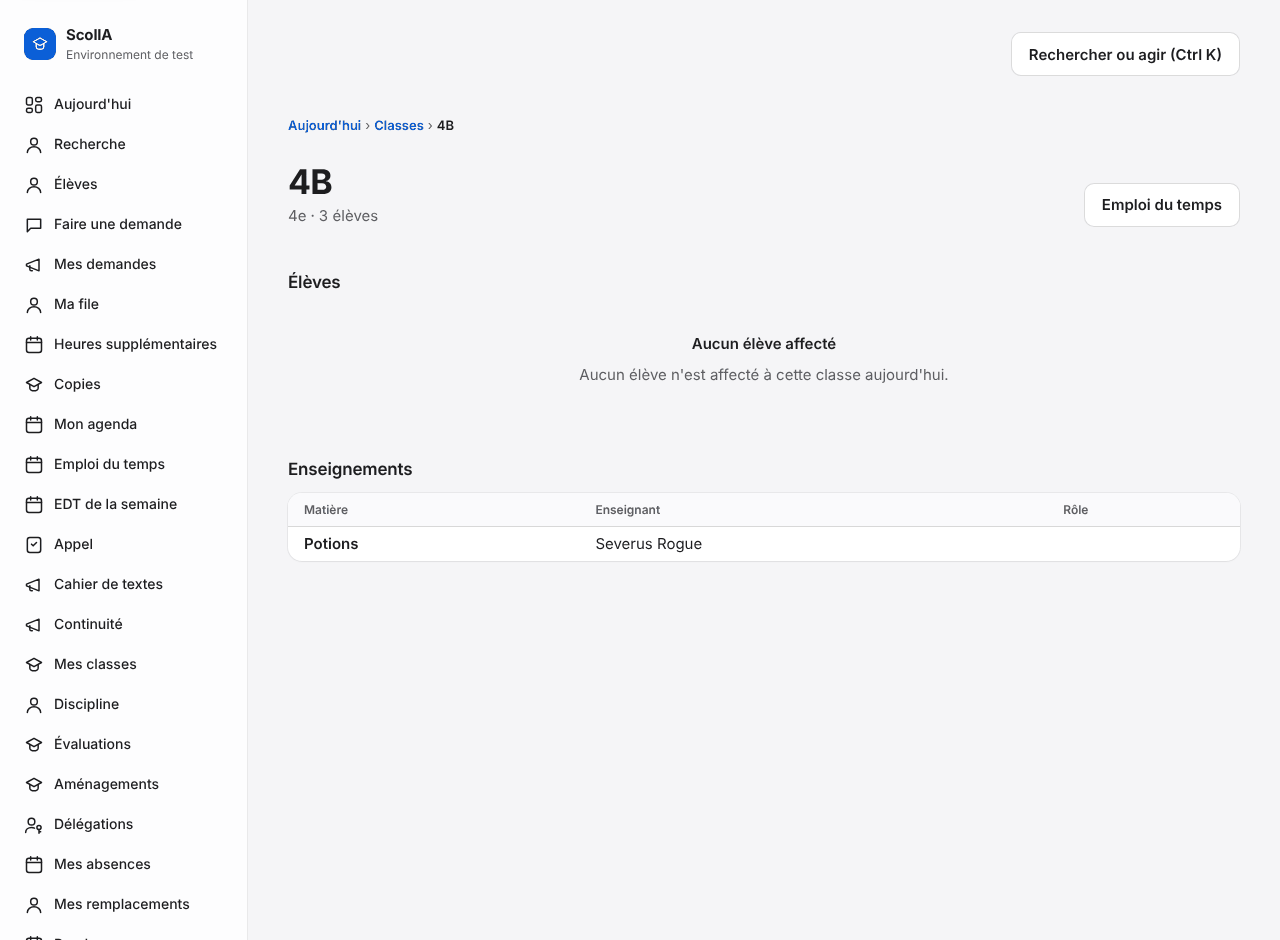 ScolIA
Environnement de test
Aujourd'hui
Recherche
Élèves
Faire une demande
Mes demandes
Ma file
Heures supplémentaires
Copies
Mon agenda
Emploi du temps
EDT de la semaine
Appel
Cahier de textes
Continuité
Mes classes
Discipline
Évaluations
Aménagements
Délégations
Mes absences
Mes remplacements
Rechercher ou agir (Ctrl K)
Aujourd'hui › Classes › 4B
4B
4e · 3 élèves
Emploi du temps
Élèves
Aucun élève affecté
Aucun élève n'est affecté à cette classe aujourd'hui.
Enseignements
Matière Enseignant Rôle
Potions Severus Rogue